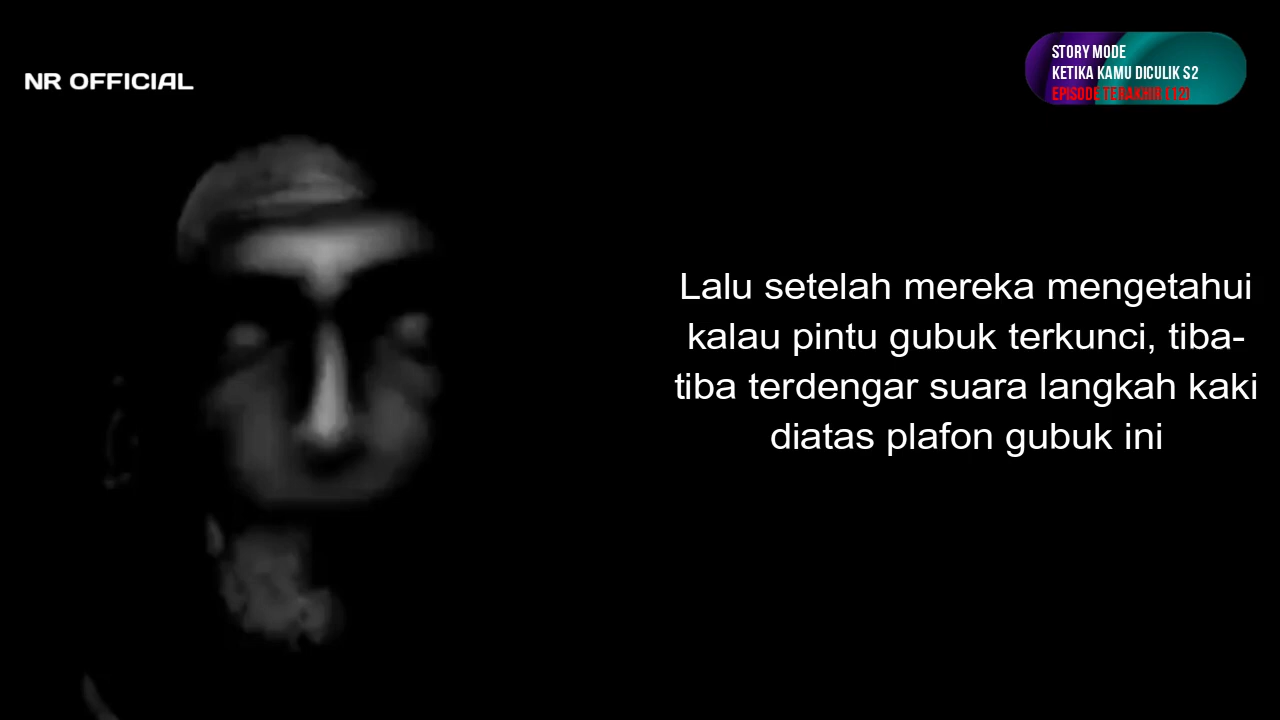 NR OFFICIAL
STORY MODE
KETIKA KAMU DICULIK S2
EPISODE TERAKHIR (12)
Lalu setelah mereka mengetahui
kalau pintu gubuk terkunci, tiba-
tiba terdengar suara langkah kaki
diatas plafon gubuk ini